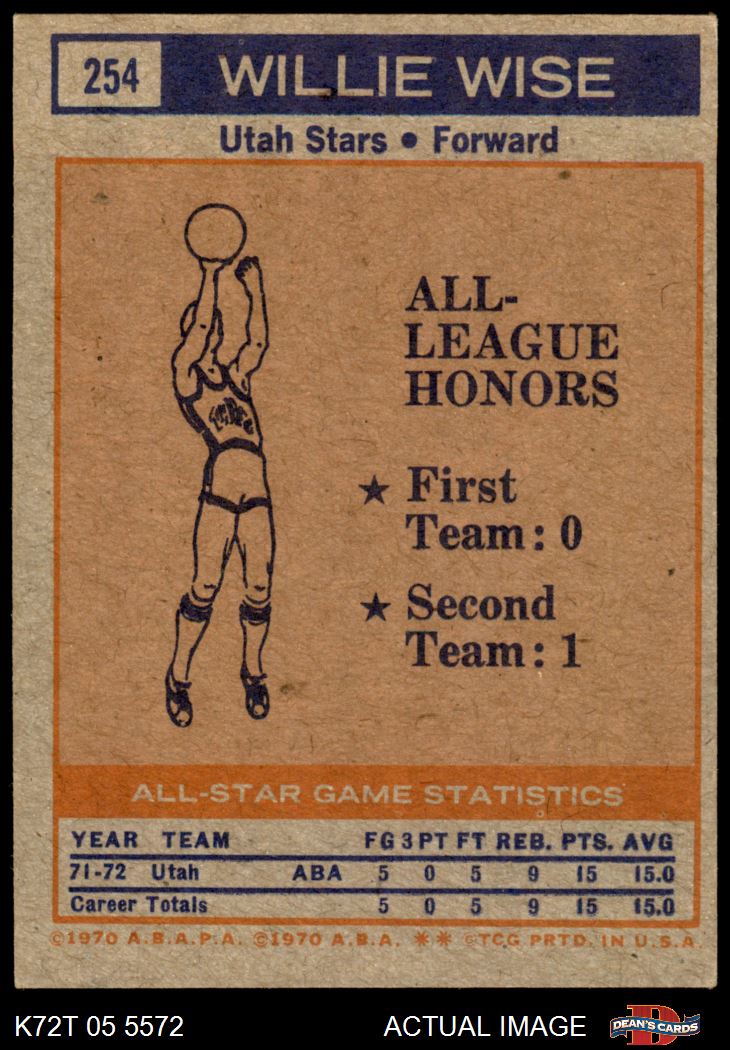 254 WILLIE WISE
Utah Stars • Forward
ALL-
LEAGUE
HONORS
★ First
Team: 0
★ Second
Team: 1
ALL-STAR GAME STATISTICS
YEAR TEAM FG 3PT FT REB. PTS. AVG
71-72 Utah ABA 5 0 5 9 15 15.0
Career Totals 5 0 5 9 15 15.0
©1970 A.B.A.P.A. ©1970 A.B.A. ** ©TCG PRTD. IN U.S.A.
K72T 05 5572 ACTUAL IMAGE DEAN'S CARDS